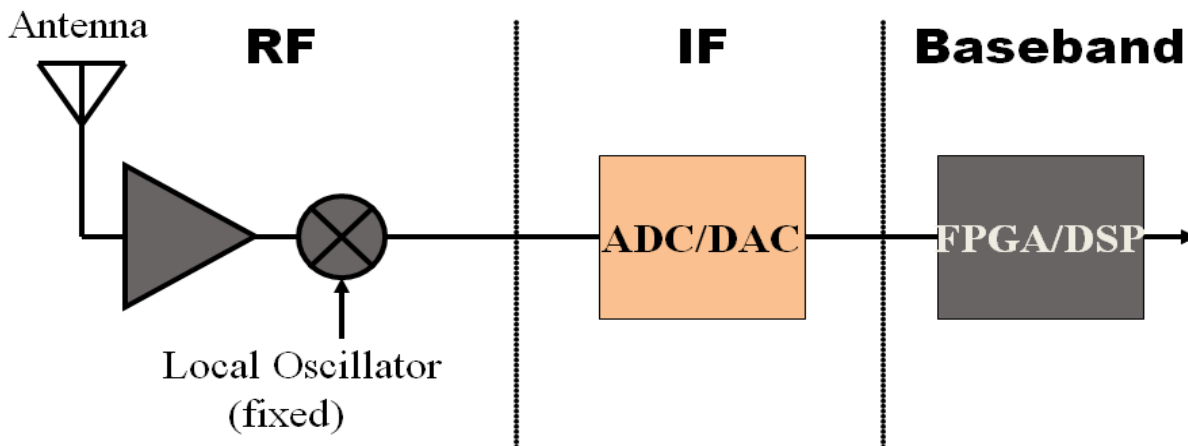 Antenna
RF
IF
Baseband
ADC/DAC
FPGA/DSP
Local Oscillator
(fixed)